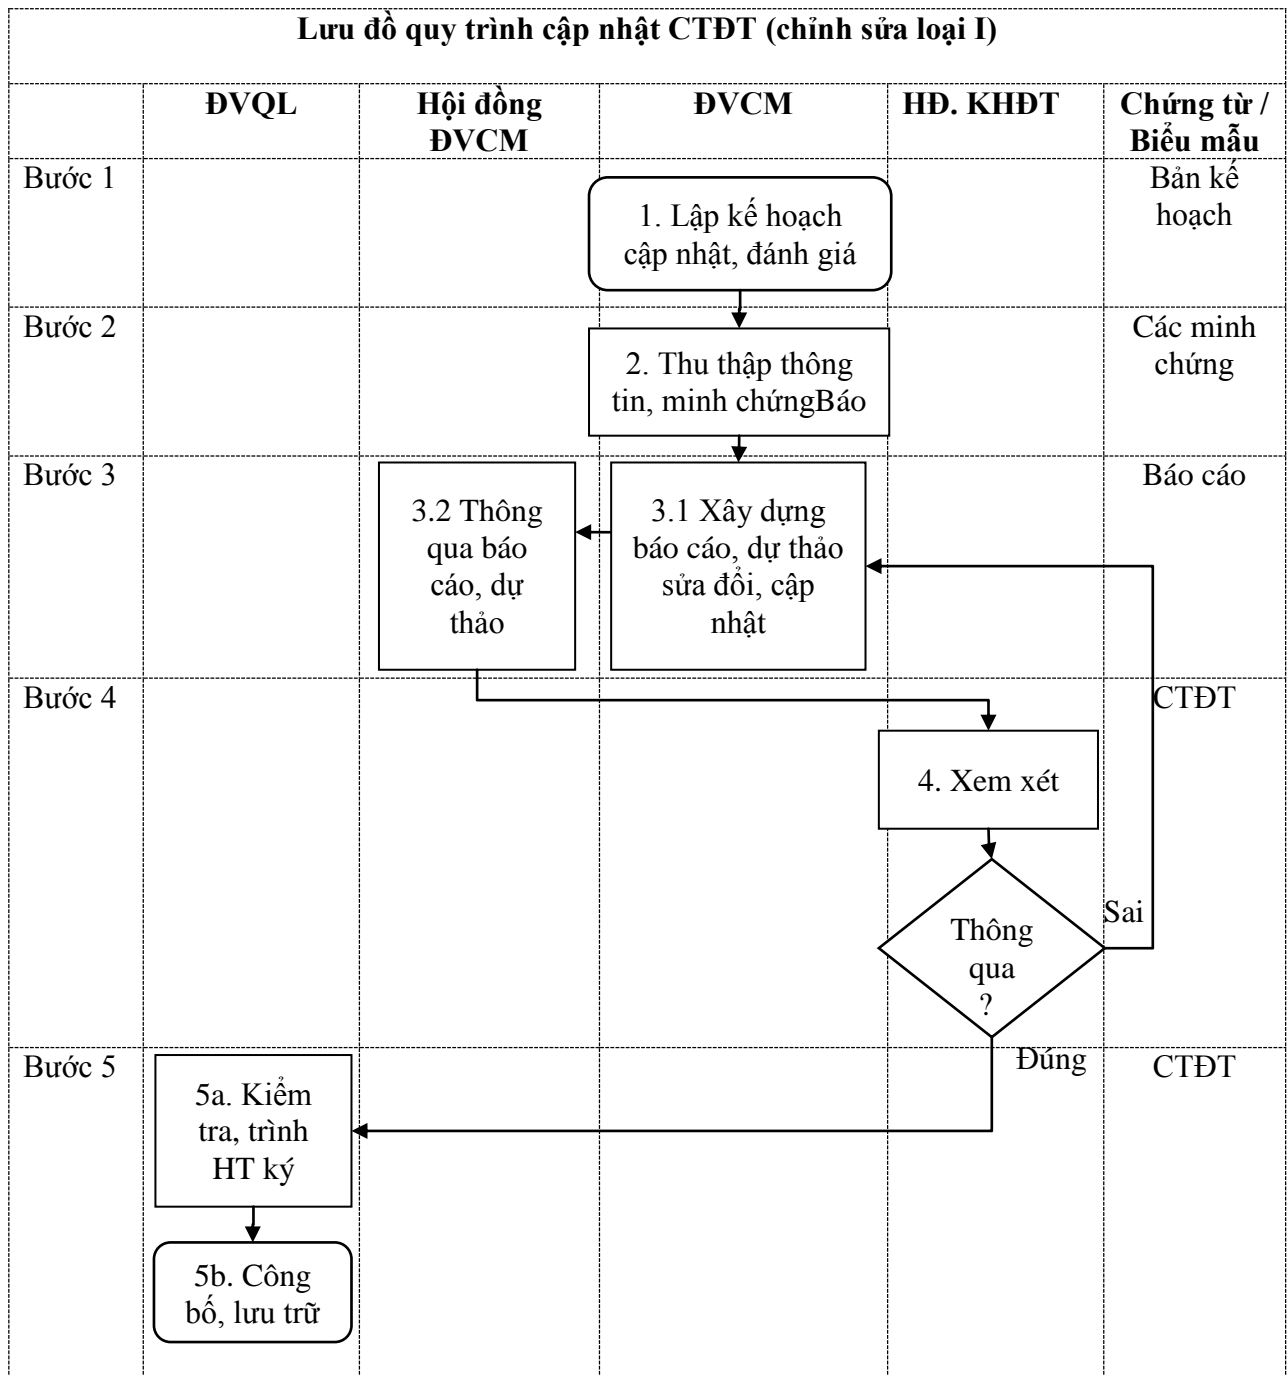 Lưu đồ quy trình cập nhật CTĐT (chỉnh sửa loại I)
ĐVQL
Hội đồng
ĐVCM
ĐVCM
HĐ. KHĐT
Chứng từ /
Biểu mẫu
Bước 1
1. Lập kế hoạch
cập nhật, đánh giá
Bản kế
hoạch
Bước 2
2. Thu thập thông
tin, minh chứngBáo
Các minh
chứng
Bước 3
3.2 Thông
qua báo
cáo, dự
thảo
3.1 Xây dựng
báo cáo, dự thảo
sửa đổi, cập
nhật
Báo cáo
Bước 4
4. Xem xét
CTĐT
Thông
qua
?
Sai
Đúng
Bước 5
5a. Kiểm
tra, trình
HT ký
CTĐT
5b. Công
bố, lưu trữ